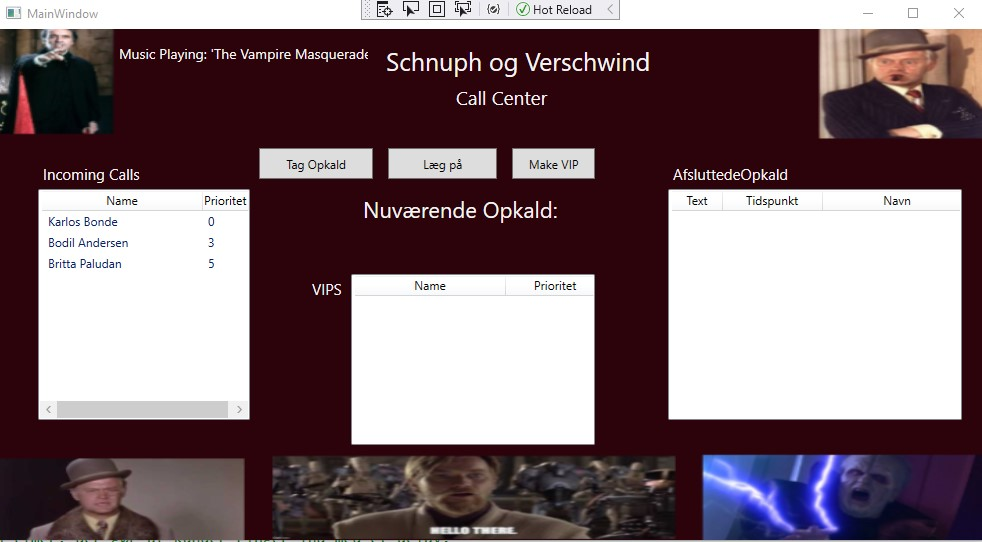 MainWindow
Hot Reload
Music Playing: 'The Vampire Masquerade
Schnuph og Verschwind
Call Center
Tag Opkald
Læg på
Make VIP
Incoming Calls
AfsluttedeOpkald
Name Prioritet
Karlos Bonde 0
Bodil Andersen 3
Britta Paludan 5
Nuværende Opkald:
VIPS
Name Prioritet
Text Tidspunkt Navn
HELLO THERE.